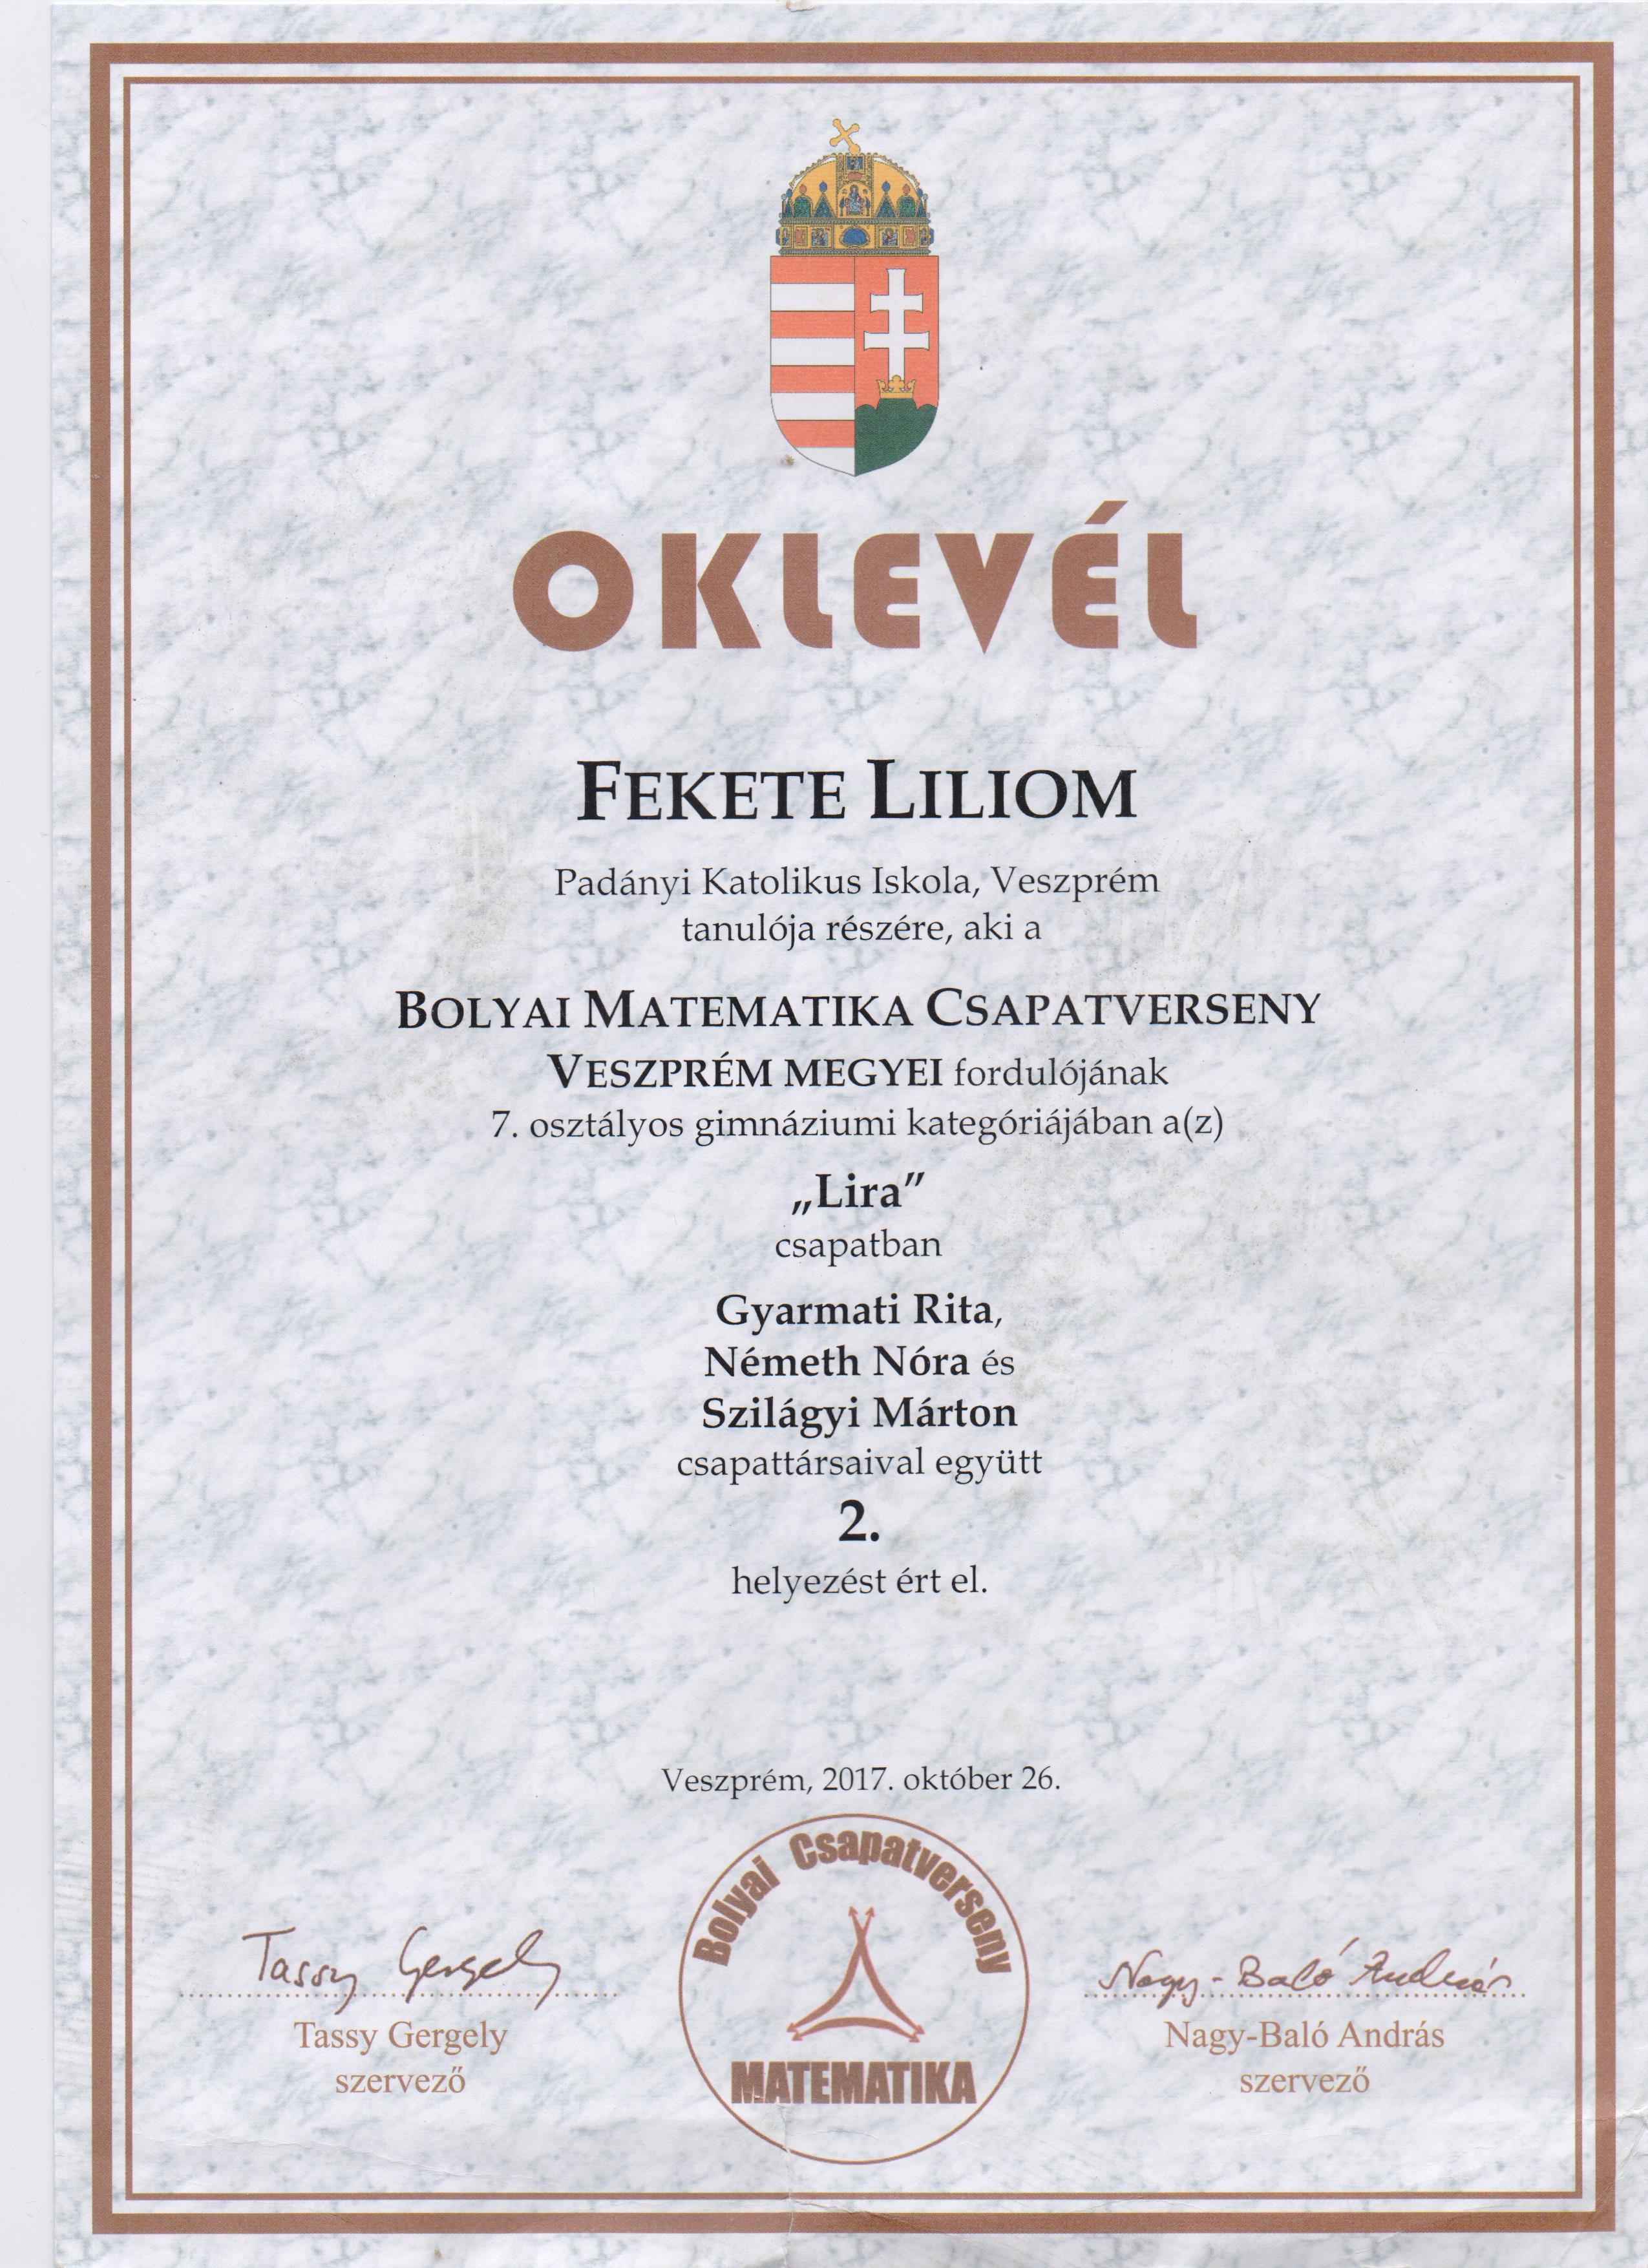 OKLEVÉL
FEKETE LILIOM
Padányi Katolikus Iskola, Veszprém
tanulója részére, aki a
BOLYAI MATEMATIKA CSAPATVERSENY
VESZPRÉM MEGYEI fordulójának
7. osztályos gimnáziumi kategóriájában a(z)
„Lira”
csapatban
Gyarmati Rita,
Németh Nóra és
Szilágyi Márton
csapattársaival együtt
2.
helyezést ért el.
Veszprém, 2017. október 26.
Bolyai Csapatverseny
MATEMATIKA
Tassy Gergely
Tassy Gergely
szervező
Nagy-Baló András
Nagy-Baló András
szervező